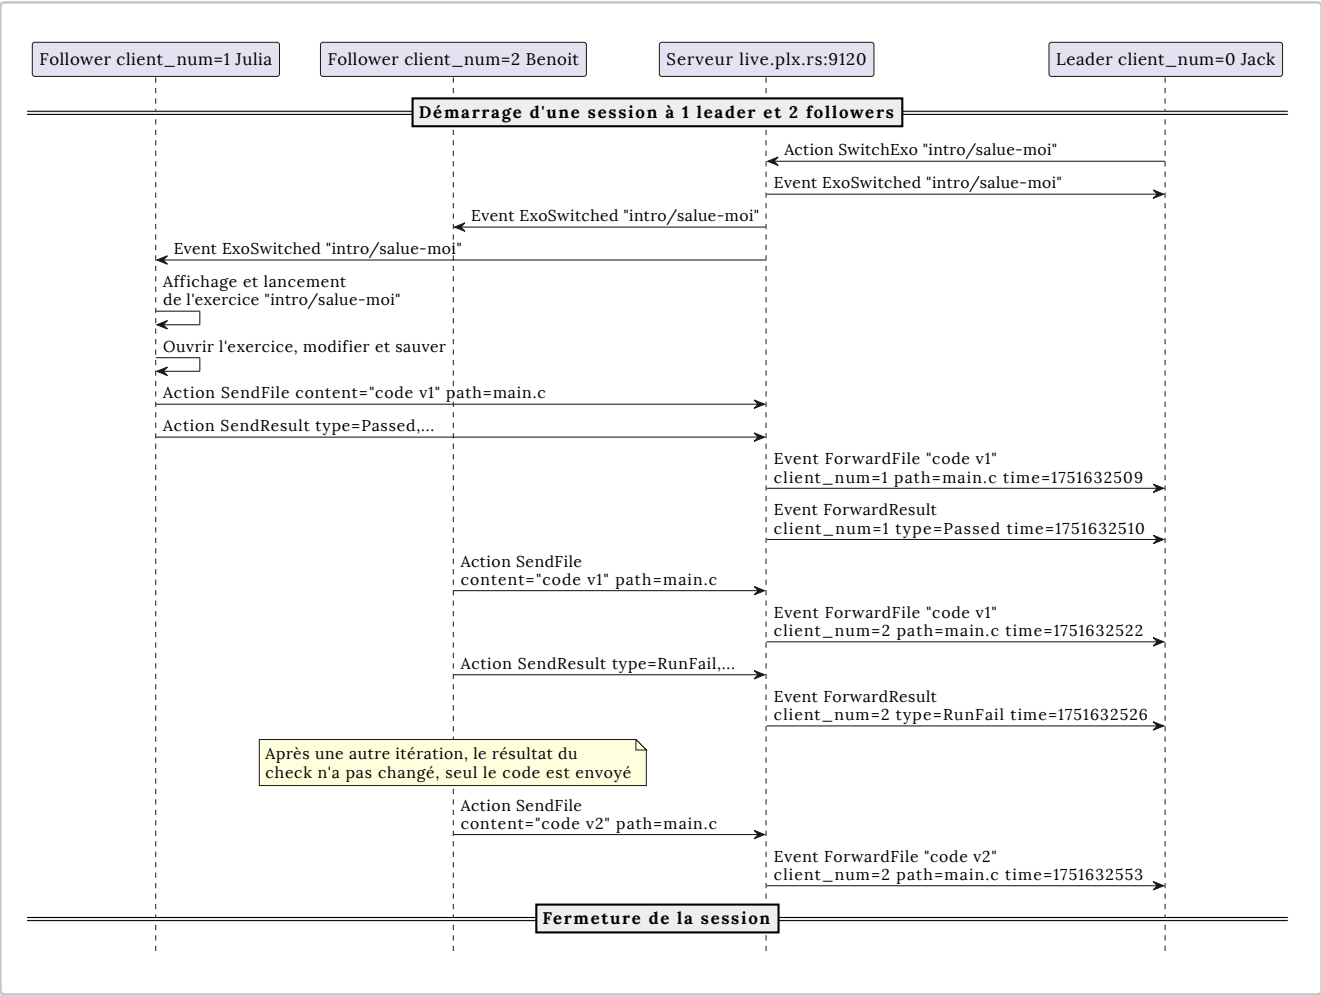 Follower client_num=1 Julia
Follower client_num=2 Benoit
Serveur live.plx.rs:9120
Leader client_num=0 Jack
Démarrage d'une session à 1 leader et 2 followers
Action SwitchExo "intro/salue-moi"
Event ExoSwitched "intro/salue-moi"
Event ExoSwitched "intro/salue-moi"
Event ExoSwitched "intro/salue-moi"
Affichage et lancement
de l'exercice "intro/salue-moi"
Ouvrir l'exercice, modifier et sauver
Action SendFile content="code v1" path=main.c
Action SendResult type=Passed,...
Event ForwardFile "code v1"
client_num=1 path=main.c time=1751632509
Event ForwardResult
client_num=1 type=Passed time=1751632510
Action SendFile
content="code v1" path=main.c
Event ForwardFile "code v1"
client_num=2 path=main.c time=1751632522
Action SendResult type=RunFail,...
Event ForwardResult
client_num=2 type=RunFail time=1751632526
Après une autre itération, le résultat du
check n'a pas changé, seul le code est envoyé
Action SendFile
content="code v2" path=main.c
Event ForwardFile "code v2"
client_num=2 path=main.c time=1751632553
Fermeture de la session